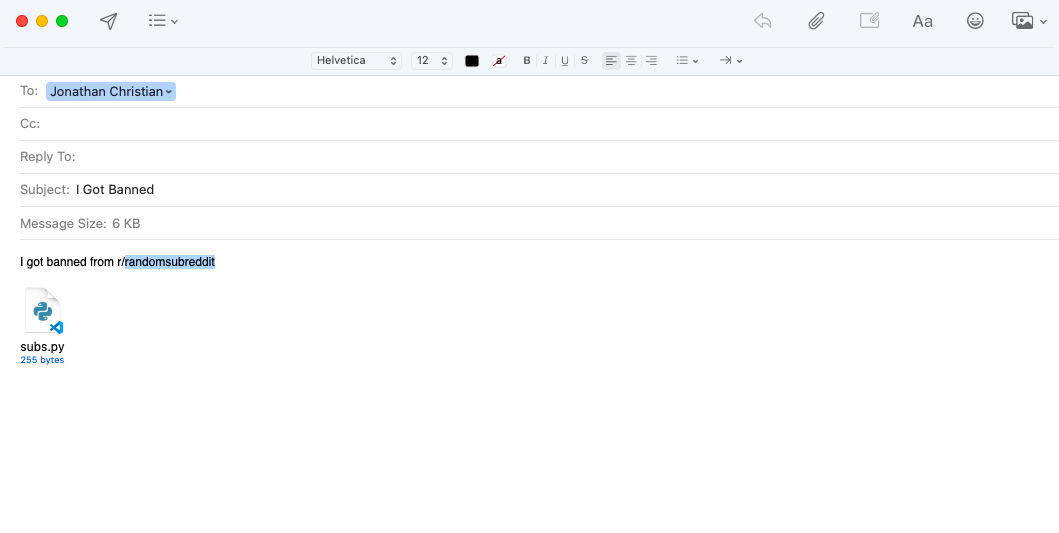 Aa
Helvetica 12 a B I U S
To: Jonathan Christian
Cc:
Reply To:
Subject: I Got Banned
Message Size: 6 KB
I got banned from r/randomsubreddit
subs.py
255 bytes